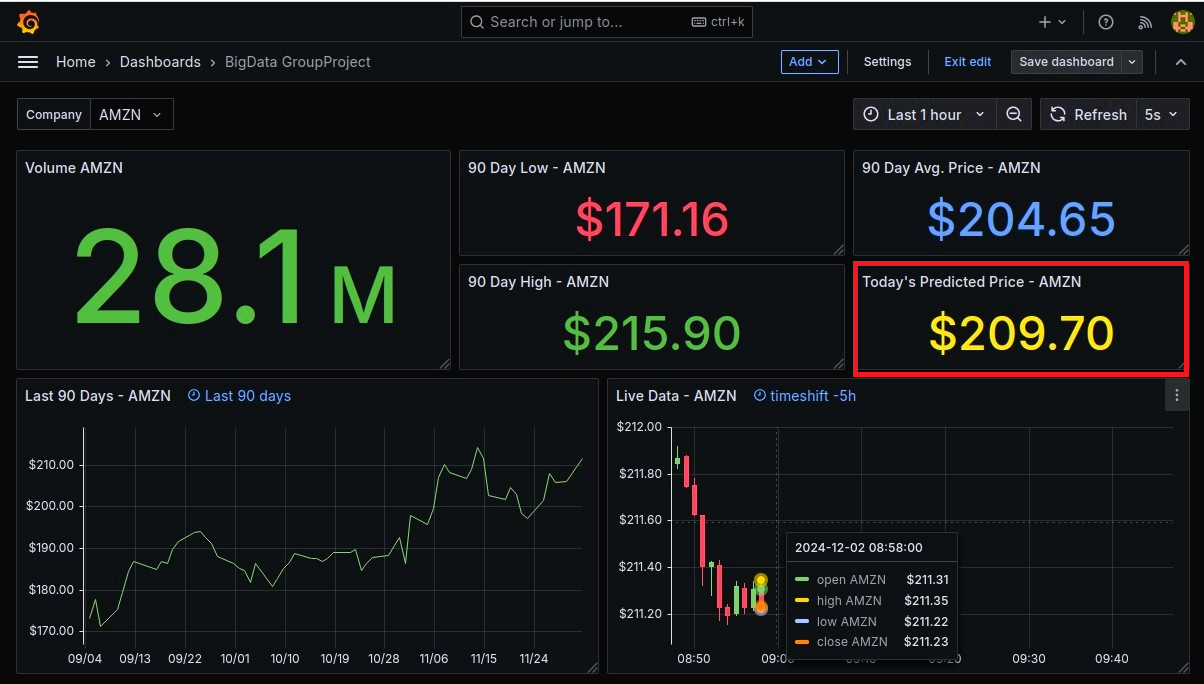 Search or jump to...
ctrl+k
Home › Dashboards › BigData GroupProject
Add
Settings
Exit edit
Save dashboard
Company
AMZN
Last 1 hour
Refresh
5s
Volume AMZN
28.1 M
90 Day Low - AMZN
$171.16
90 Day Avg. Price - AMZN
$204.65
90 Day High - AMZN
$215.90
Today's Predicted Price - AMZN
$209.70
Last 90 Days - AMZN
Last 90 days
$210.00
$200.00
$190.00
$180.00
$170.00
09/04 09/13 09/22 10/01 10/10 10/19 10/28 11/06 11/15 11/24
Live Data - AMZN
timeshift -5h
$212.00
$211.80
$211.60
$211.40
$211.20
2024-12-02 08:58:00
open AMZN $211.31
high AMZN $211.35
low AMZN $211.22
close AMZN $211.23
08:50 09:00 09:10 09:20 09:30 09:40